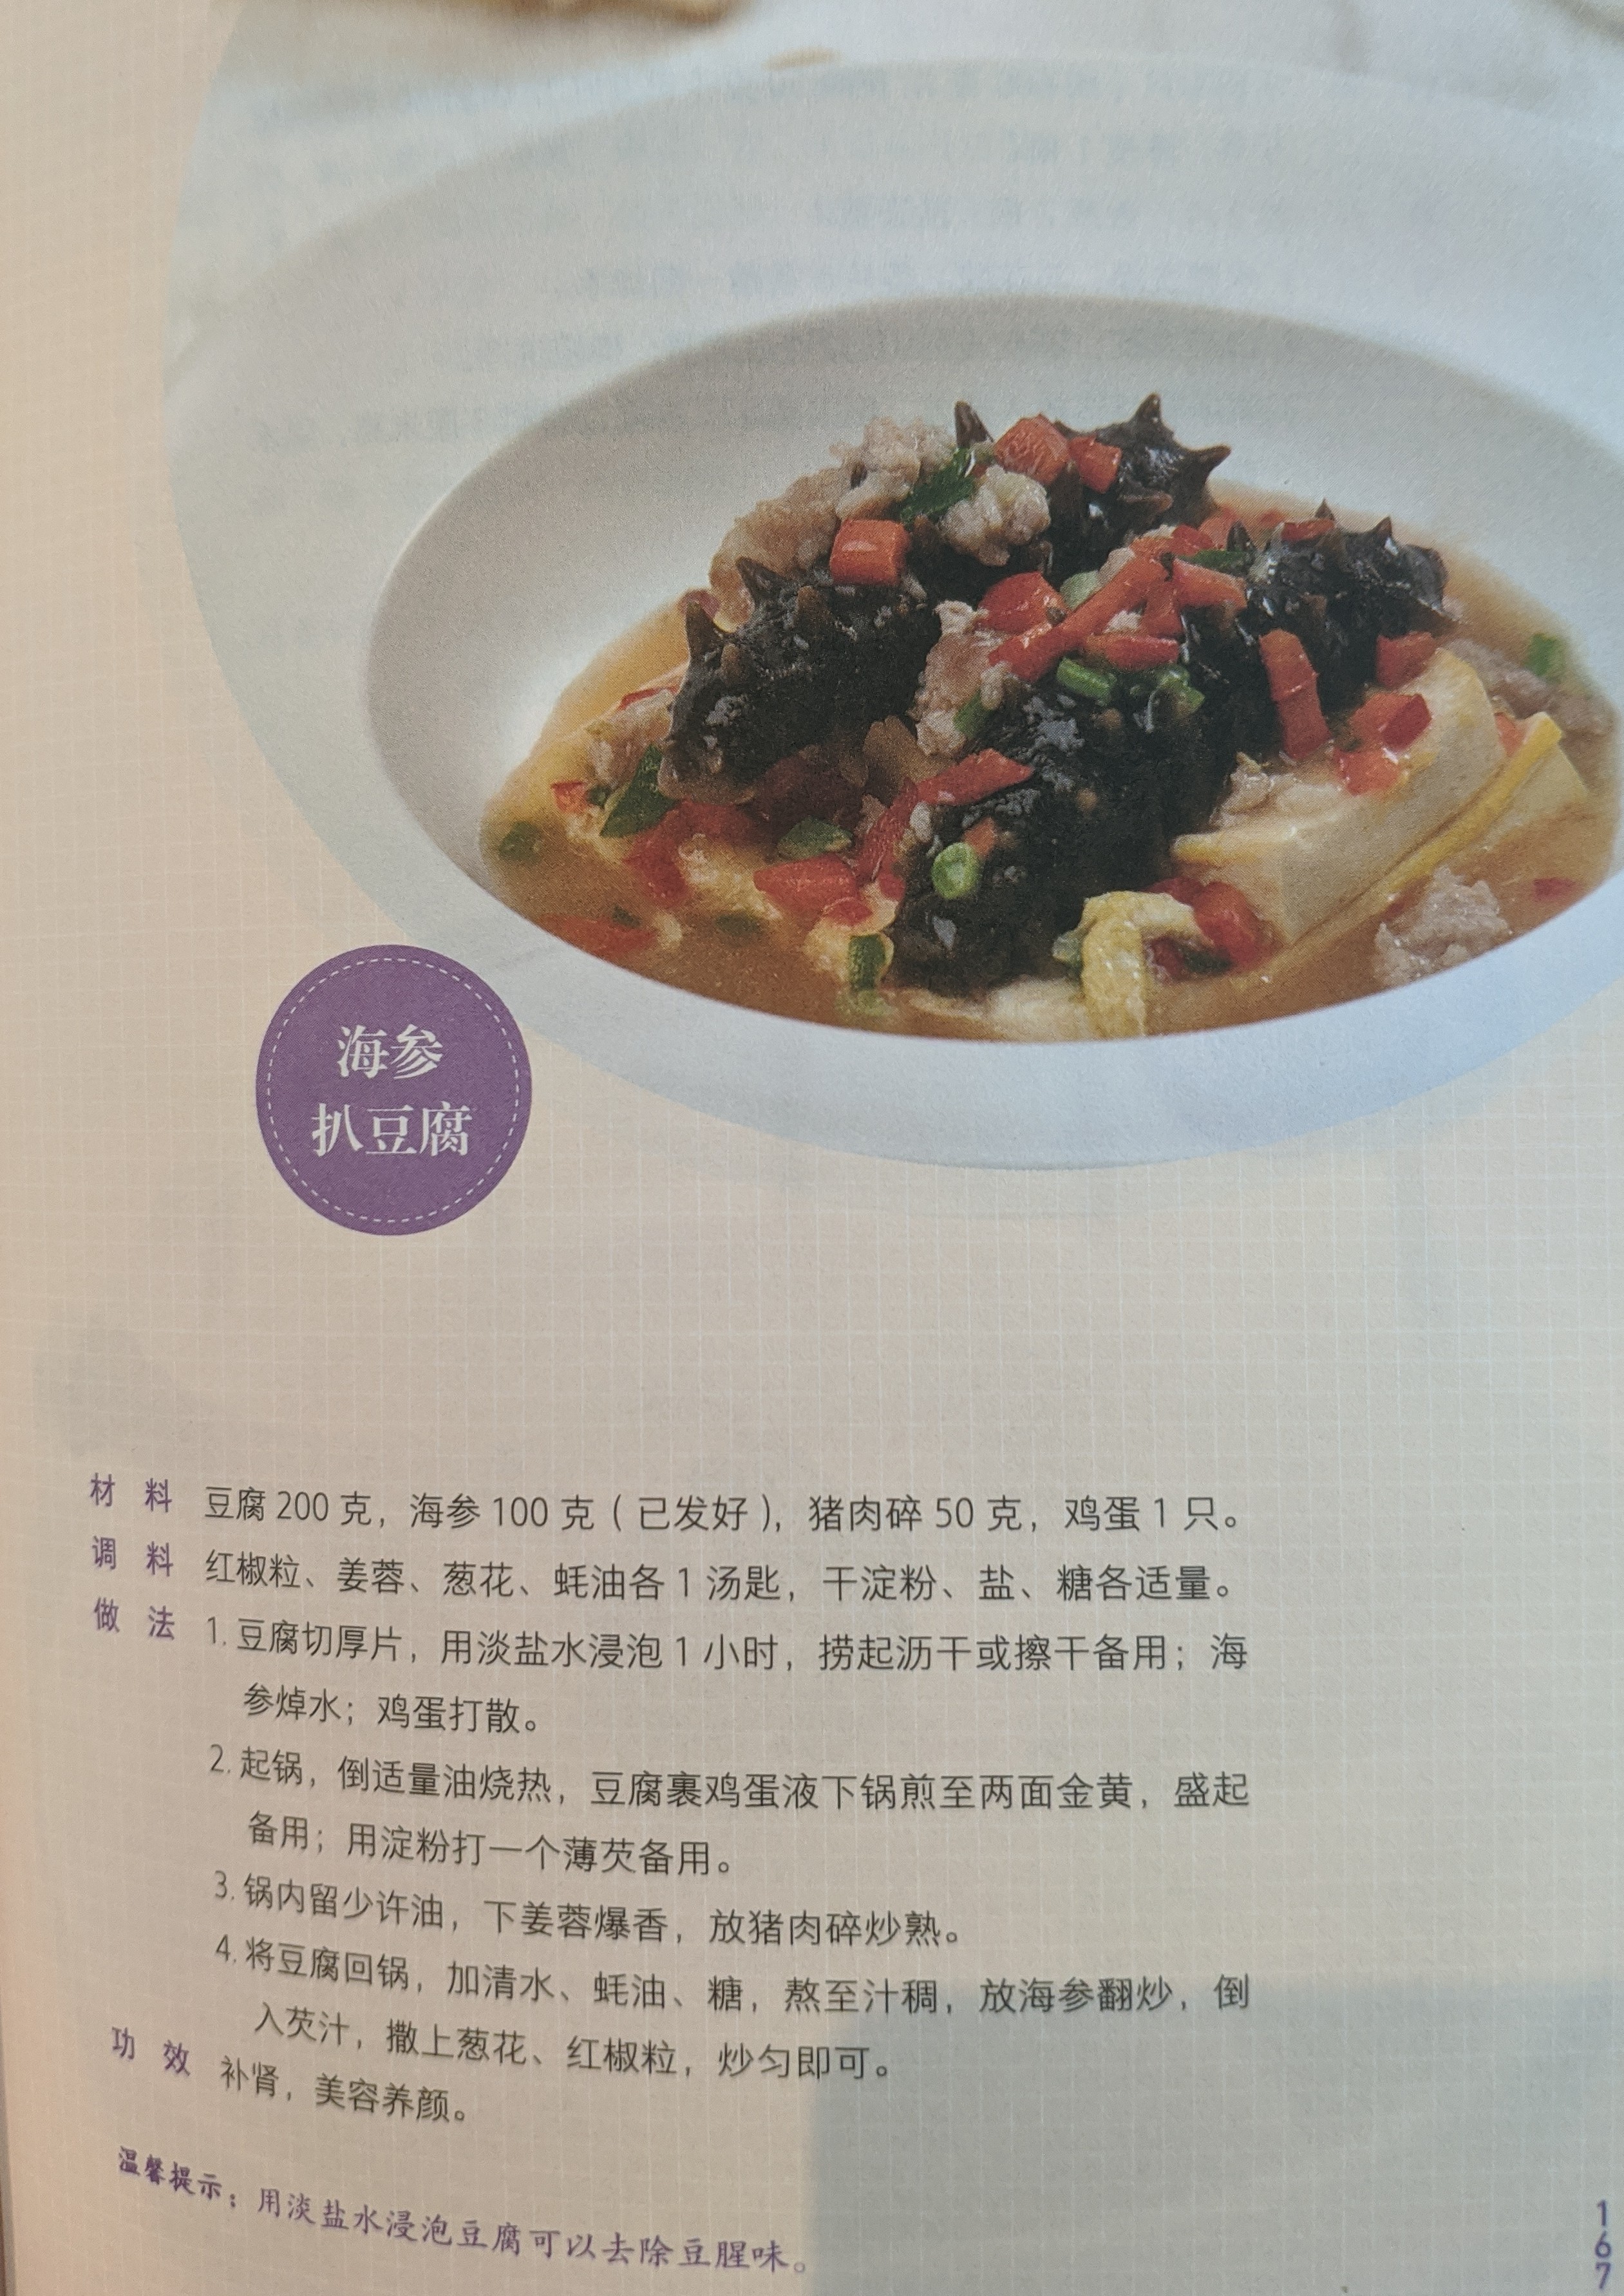 海参
扒豆腐
材 料 豆腐 200 克，海参 100 克（已发好），猪肉碎 50 克，鸡蛋 1 只。
调 料 红椒粒、姜蓉、葱花、蚝油各 1 汤匙，干淀粉、盐、糖各适量。
做 法 1. 豆腐切厚片，用淡盐水浸泡 1 小时，捞起沥干或擦干备用；海
参焯水；鸡蛋打散。
2. 起锅，倒适量油烧热，豆腐裹鸡蛋液下锅煎至两面金黄，盛起
备用；用淀粉打一个薄芡备用。
3. 锅内留少许油，下姜蓉爆香，放猪肉碎炒熟。
4. 将豆腐回锅，加清水、蚝油、糖，熬至汁稠，放海参翻炒，倒
入芡汁，撒上葱花、红椒粒，炒匀即可。
功 效 补肾，美容养颜。
温馨提示：用淡盐水浸泡豆腐可以去除豆腥味。
167